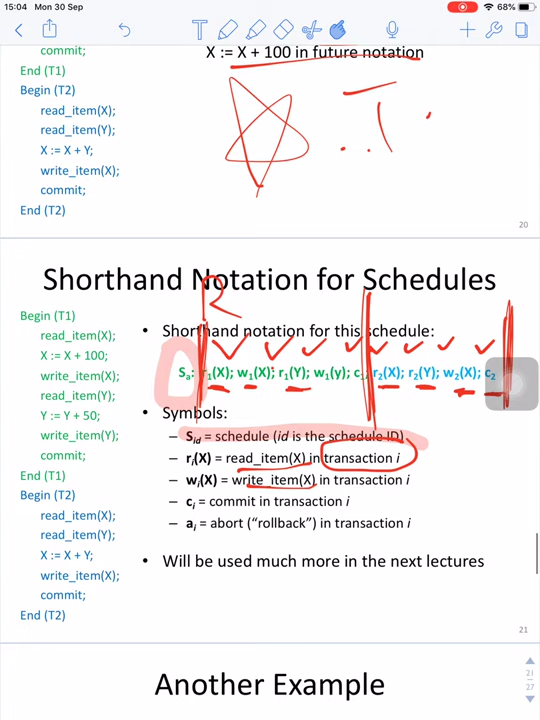 15:04 Mon 30 Sep 68%
commit;
X := X + 100 in future notation
End (T1)
Begin (T2)
read_item(X);
read_item(Y);
X := X + Y;
write_item(X);
commit;
End (T2)
20
Shorthand Notation for Schedules
R
Begin (T1)
read_item(X);
X := X + 100;
write_item(X);
read_item(Y);
Y := Y + 50;
write_item(Y);
commit;
End (T1)
Begin (T2)
read_item(X);
read_item(Y);
X := X + Y;
write_item(X);
commit;
End (T2)
• Shorthand notation for this schedule:
Sa: r1(X); w1(X); r1(Y); w1(y); c1; r2(X); r2(Y); w2(X); c2
• Symbols:
– Sid = schedule (id is the schedule ID)
– ri(X) = read_item(X) in transaction i
– wi(X) = write_item(X) in transaction i
– ci = commit in transaction i
– ai = abort ("rollback") in transaction i
• Will be used much more in the next lectures
21
21
27
Another Example